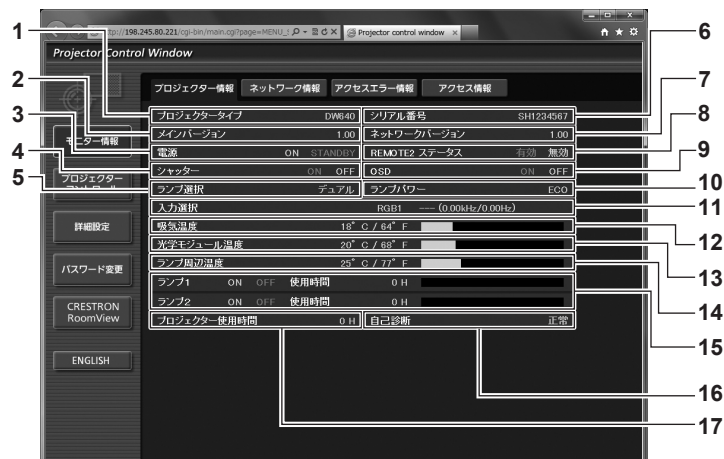 1
2
3
4
5
6
7
8
9
10
11
12
13
14
15
16
17
http://198.245.80.221/cgi-bin/main.cgi?page=MENU_
Projector control window
Projector Control Window
プロジェクター情報 ネットワーク情報 アクセスエラー情報 アクセス情報
モニター情報
プロジェクター
コントロール
詳細設定
パスワード変更
CRESTRON
RoomView
ENGLISH
プロジェクタータイプ DW640 シリアル番号 SH1234567
メインバージョン 1.00 ネットワークバージョン 1.00
電源 ON STANDBY REMOTE2 ステータス 有効 無効
シャッター ON OFF OSD ON OFF
ランプ選択 デュアル ランプパワー ECO
入力選択 RGB1 --- (0.00kHz/0.00Hz)
吸気温度 18° C / 64° F
光学モジュール温度 20° C / 68° F
ランプ周辺温度 25° C / 77° F
ランプ1 ON OFF 使用時間 0 H
ランプ2 ON OFF 使用時間 0 H
プロジェクター使用時間 0 H 自己診断 正常